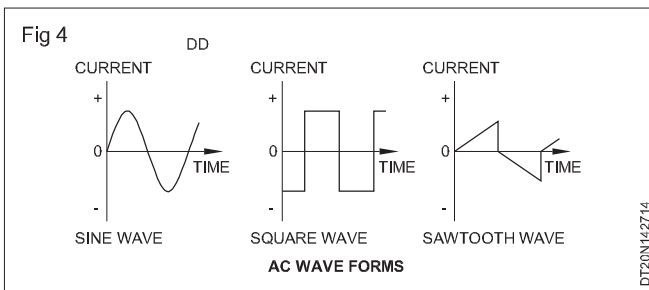 Fig 4
DD
CURRENT CURRENT CURRENT
+ + +
0 TIME 0 TIME 0 TIME
- - -
SINE WAVE SQUARE WAVE SAWTOOTH WAVE
AC WAVE FORMS
DT20N142714